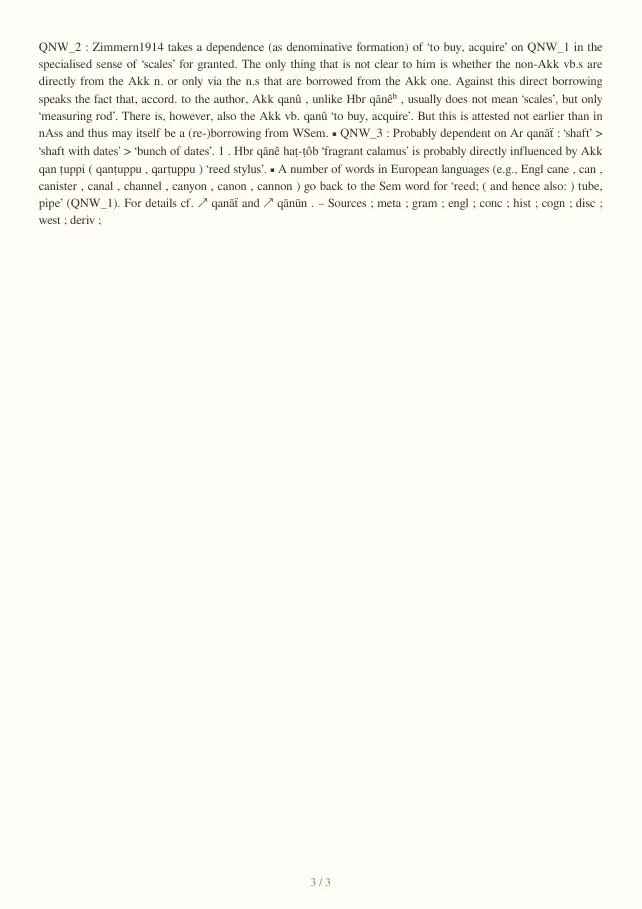 QNW_2 : Zimmern1914 takes a dependence (as denominative formation) of ‘to buy, acquire’ on QNW_1 in the
specialised sense of ‘scales’ for granted. The only thing that is not clear to him is whether the non-Akk vb.s are
directly from the Akk n. or only via the n.s that are borrowed from the Akk one. Against this direct borrowing
speaks the fact that, accord. to the author, Akk qanû , unlike Hbr qānêʰ , usually does not mean ‘scales’, but only
‘measuring rod’. There is, however, also the Akk vb. qanû ‘to buy, acquire’. But this is attested not earlier than in
nAss and thus may itself be a (re-)borrowing from WSem. ▪ QNW_3 : Probably dependent on Ar qanāẗ : ‘shaft’ >
‘shaft with dates’ > ‘bunch of dates’. 1 . Hbr qânê haṭ-ṭôb ‘fragrant calamus’ is probably directly influenced by Akk
qan ṭuppi ( qanṭuppu , qarṭuppu ) ‘reed stylus’. ▪ A number of words in European languages (e.g., Engl cane , can ,
canister , canal , channel , canyon , canon , cannon ) go back to the Sem word for ‘reed; ( and hence also: ) tube,
pipe’ (QNW_1). For details cf. ↗ qanāẗ and ↗ qānūn . – Sources ; meta ; gram ; engl ; conc ; hist ; cogn ; disc ;
west ; deriv ;
3 / 3